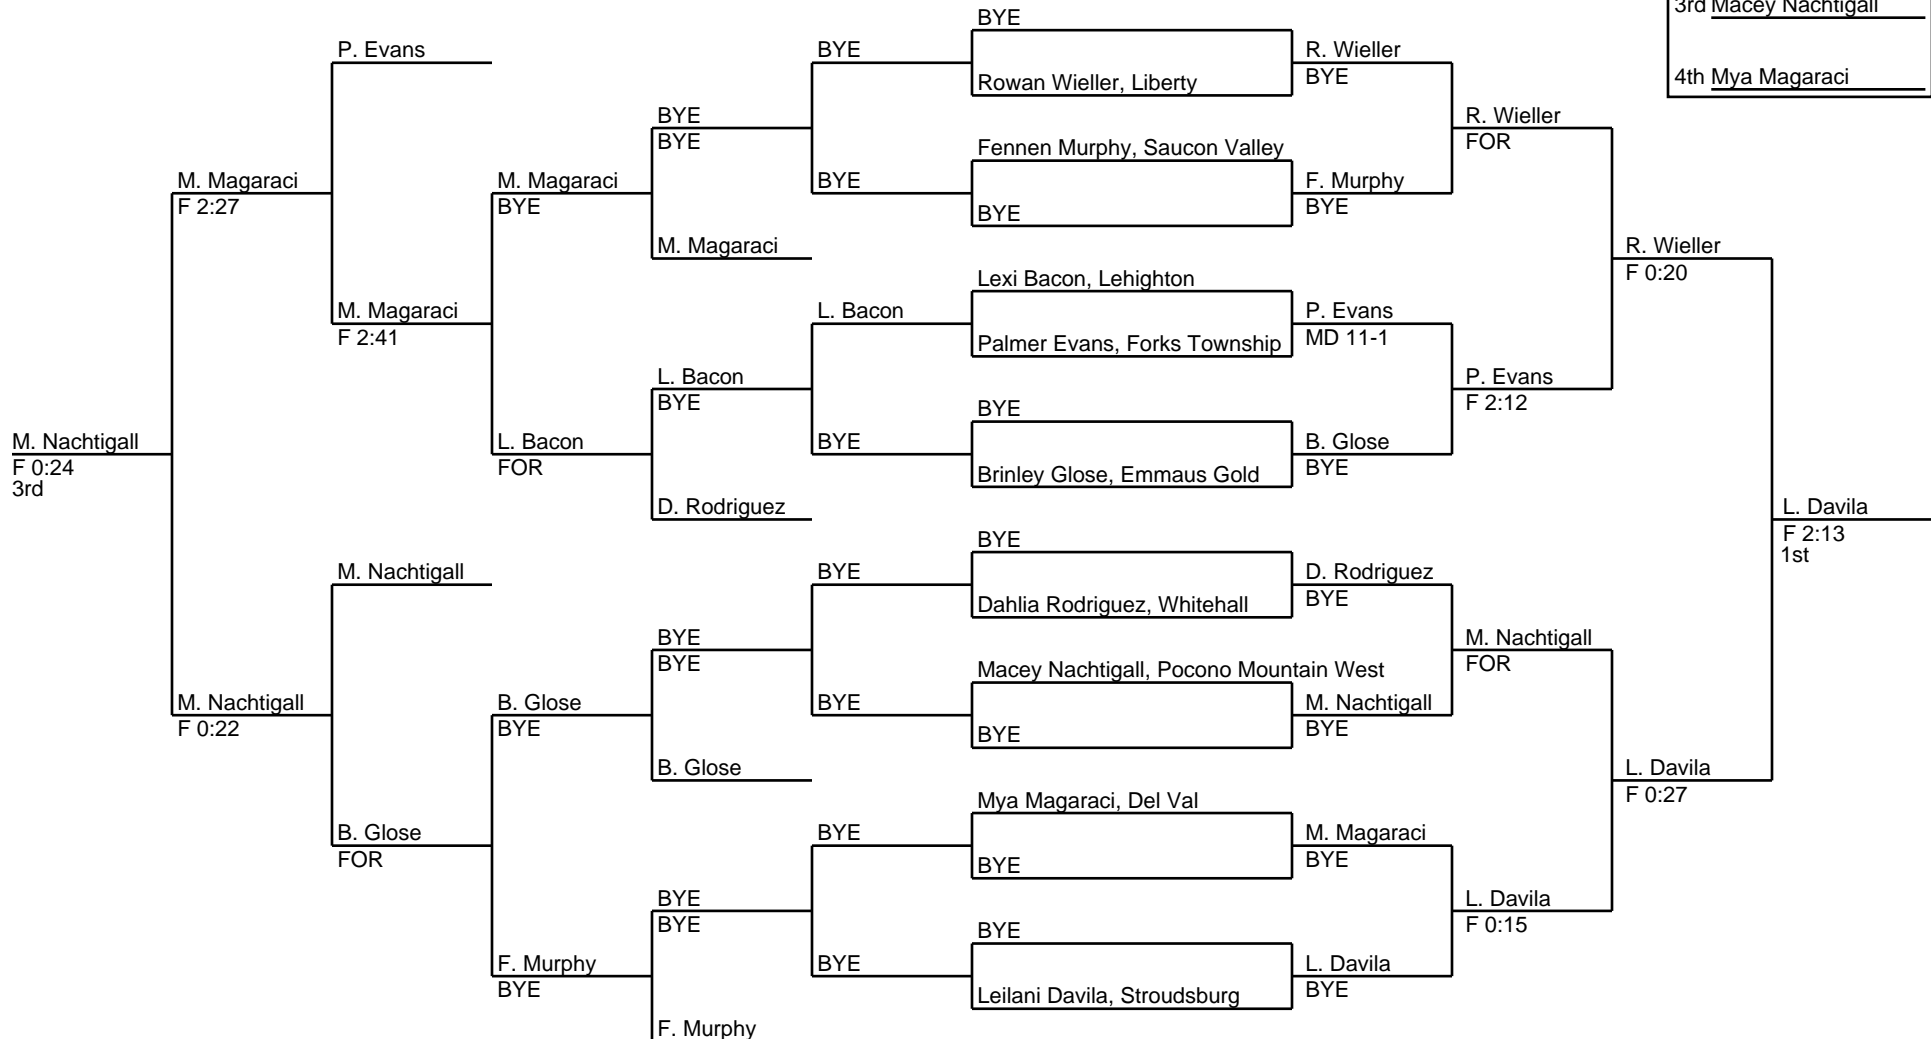 3rd Macey Nachtigall
4th Mya Magaraci
M. Nachtigall
F 0:24
3rd
M. Magaraci
F 2:27
M. Nachtigall
F 0:22
P. Evans
M. Magaraci
F 2:41
M. Nachtigall
B. Glose
FOR
M. Magaraci
BYE
L. Bacon
FOR
B. Glose
BYE
F. Murphy
BYE
BYE
BYE
M. Magaraci
L. Bacon
BYE
D. Rodriguez
BYE
BYE
B. Glose
BYE
BYE
F. Murphy
BYE
BYE
L. Bacon
BYE
BYE
BYE
BYE
BYE
BYE
Rowan Wieller, Liberty
Fennen Murphy, Saucon Valley
BYE
Lexi Bacon, Lehighton
Palmer Evans, Forks Township
BYE
Brinley Glose, Emmaus Gold
BYE
Dahlia Rodriguez, Whitehall
Macey Nachtigall, Pocono Mountain West
BYE
Mya Magaraci, Del Val
BYE
BYE
Leilani Davila, Stroudsburg
R. Wieller
BYE
F. Murphy
BYE
P. Evans
MD 11-1
B. Glose
BYE
D. Rodriguez
BYE
M. Nachtigall
BYE
M. Magaraci
BYE
L. Davila
BYE
R. Wieller
FOR
P. Evans
F 2:12
M. Nachtigall
FOR
L. Davila
F 0:15
R. Wieller
F 0:20
L. Davila
F 0:27
L. Davila
F 2:13
1st